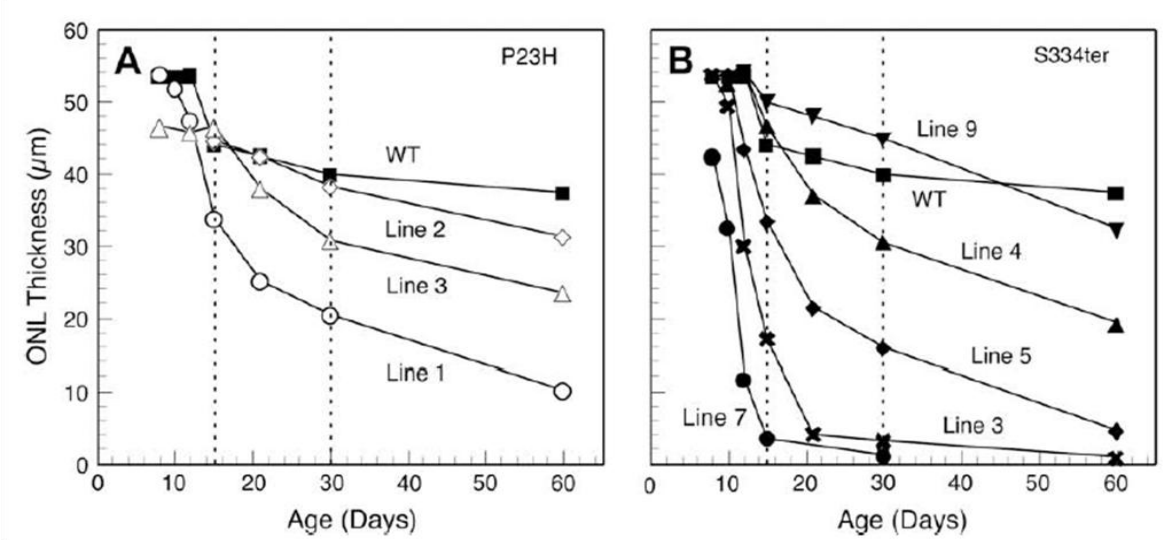 A
P23H
60
50
40
30
20
10
0
ONL Thickness (µm)
WT
Line 2
Line 3
Line 1
0 10 20 30 40 50 60
Age (Days)
B
S334ter
Line 9
WT
Line 4
Line 5
Line 7
Line 3
0 10 20 30 40 50 60
Age (Days)